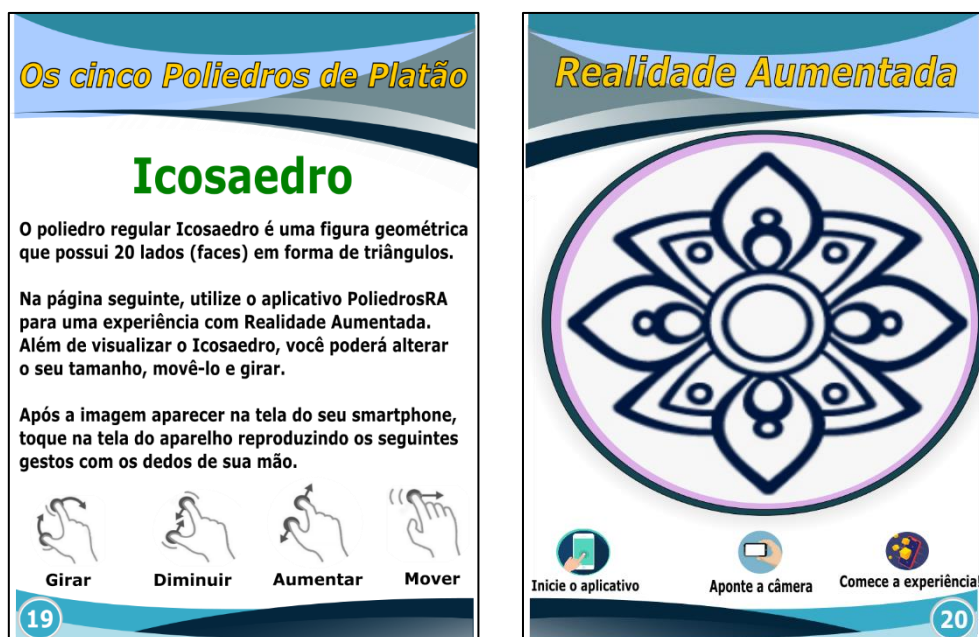 Os cinco Poliedros de Platão
Icosaedro
O poliedro regular Icosaedro é uma figura geométrica
que possui 20 lados (faces) em forma de triângulos.
Na página seguinte, utilize o aplicativo PoliedrosRA
para uma experiência com Realidade Aumentada.
Além de visualizar o Icosaedro, você poderá alterar
o seu tamanho, movê-lo e girar.
Após a imagem aparecer na tela do seu smartphone,
toque na tela do aparelho reproduzindo os seguintes
gestos com os dedos de sua mão.
Girar Diminuir Aumentar Mover
19
Realidade Aumentada
Inicie o aplicativo Aponte a câmera Comece a experiência!
20